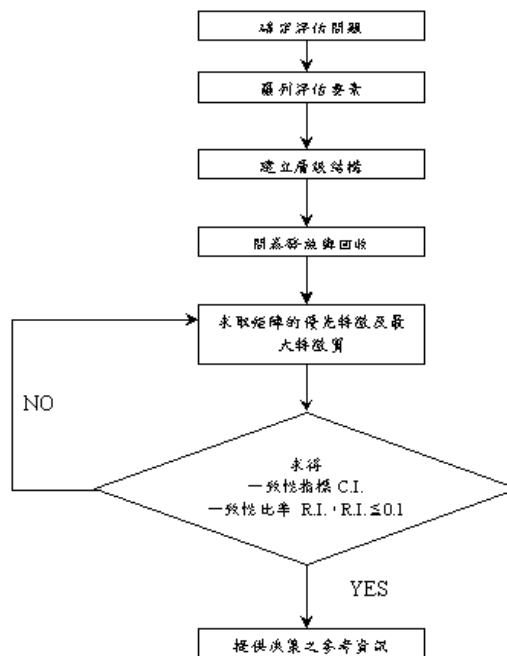 確定評估問題
羅列評估要素
建立層級結構
問卷發放與回收
求取矩陣的優先特徵及最
大特徵質
NO
求得
一致性指標 C.I.
一致性比率 R.I.，R.I.≦0.1
YES
提供決策之參考資訊